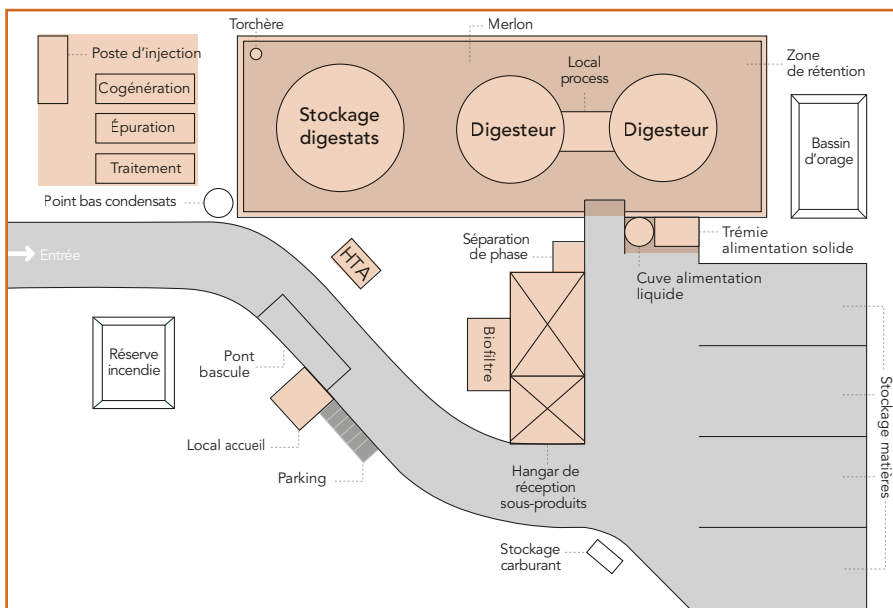 Torchère
Merlon
Poste d'injection
Local
process
Zone
de rétention
Cogénération
Stockage
digestats
Digesteur
Digesteur
Épuration
Bassin
d'orage
Traitement
Point bas condensats
Entrée
HTA
Séparation
de phase
Trémie
alimentation solide
Cuve alimentation
liquide
Réserve
incendie
Pont
bascule
Biofiltre
Stockage matières
Local accueil
Parking
Hangar de
réception
sous-produits
Stockage
carburant